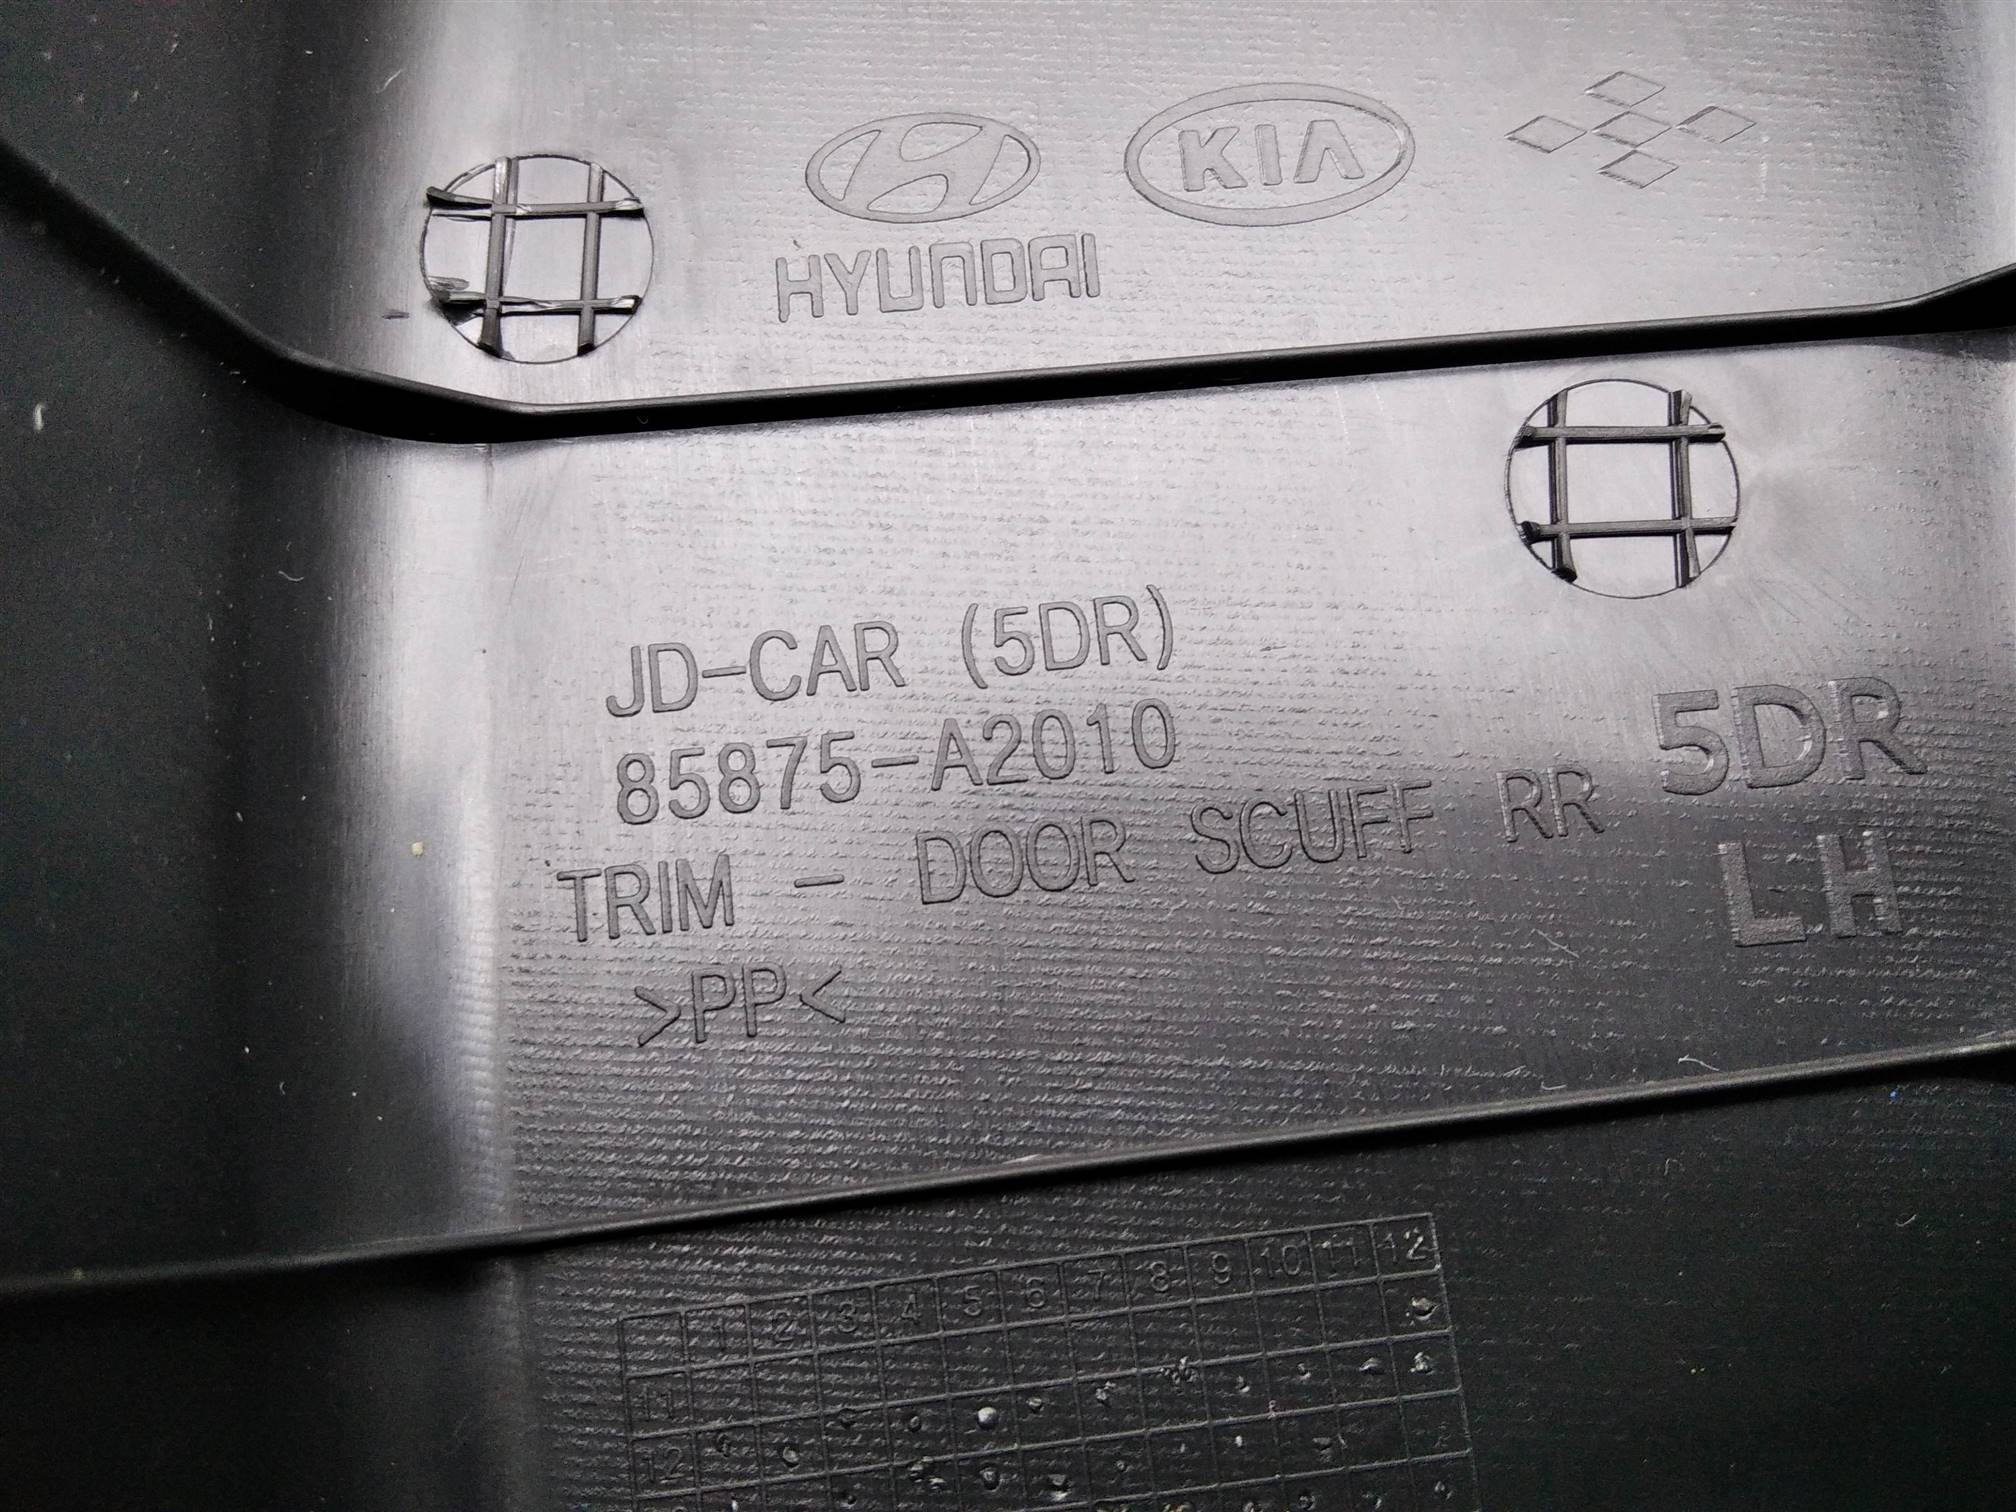 KIA
HYUNDAI
JD-CAR (5DR)
85875-A2010
TRIM - DOOR SCUFF RR
>PP<
5DR
LH
1 2 3 4 5 6 7 8 9 10 11 12
11
12